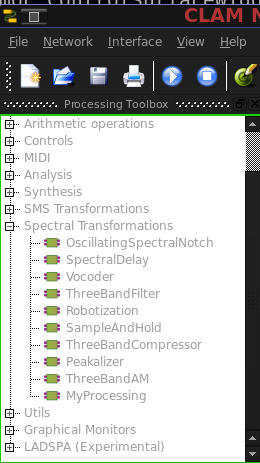 CLAM N
File Network Interface View Help
Processing Toolbox
Arithmetic operations
Controls
MIDI
Analysis
Synthesis
SMS Transformations
Spectral Transformations
OscillatingSpectralNotch
SpectralDelay
Vocoder
ThreeBandFilter
Robotization
SampleAndHold
ThreeBandCompressor
Peakalizer
ThreeBandAM
MyProcessing
Utils
Graphical Monitors
LADSPA (Experimental)